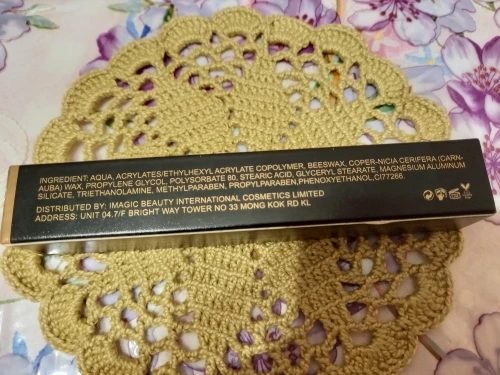 INGREDIENT: AQUA, ACRYLATES/ETHYLHEXYL ACRYLATE COPOLYMER, BEESWAX, COPER-NICIA CERIFERA (CARN-
AUBA) WAX, PROPYLENE GLYCOL, POLYSORBATE 80, STEARIC ACID, GLYCERYL STEARATE, MAGNESIUM ALUMINUM
SILICATE, TRIETHANOLAMINE, METHYLPARABEN, PROPYLPARABEN,PHENOXYETHANOL,CI77266.
DISTRIBUTED BY: IMAGIC BEAUTY INTERNATIONAL COSMETICS LIMITED
ADDRESS: UNIT 04.7/F BRIGHT WAY TOWER NO 33 MONG KOK RD KL